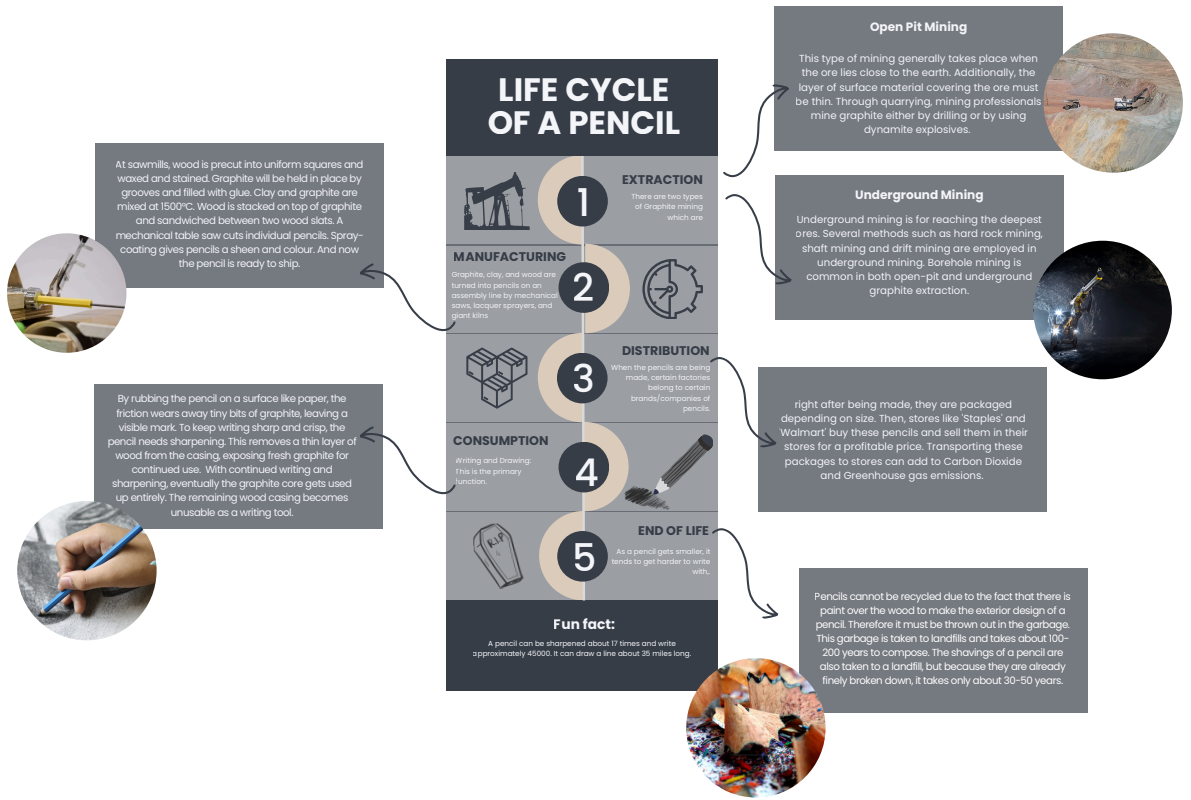 LIFE CYCLE
OF A PENCIL
1
EXTRACTION
There are two types
of Graphite mining
which are
Open Pit Mining
This type of mining generally takes place when
the ore lies close to the earth. Additionally, the
layer of surface material covering the ore must
be thin. Through quarrying, mining professionals
mine graphite either by drilling or by using
dynamite explosives.
Underground Mining
Underground mining is for reaching the deepest
ores. Several methods such as hard rock mining,
shaft mining and drift mining are employed in
underground mining. Borehole mining is
common in both open-pit and underground
graphite extraction.
2
MANUFACTURING
Graphite, clay, and wood are
turned into pencils on an
assembly line by mechanical
saws, lacquer sprayers, and
giant kilns
At sawmills, wood is precut into uniform squares and
waxed and stained. Graphite will be held in place by
grooves and filled with glue. Clay and graphite are
mixed at 1500°C. Wood is stacked on top of graphite
and sandwiched between two wood slats. A
mechanical table saw cuts individual pencils. Spray-
coating gives pencils a sheen and colour. And now
the pencil is ready to ship.
3
DISTRIBUTION
When the pencils are being
made, certain factories
belong to certain
brands/companies of
pencils.
right after being made, they are packaged
depending on size. Then, stores like 'Staples' and
Walmart' buy these pencils and sell them in their
stores for a profitable price. Transporting these
packages to stores can add to Carbon Dioxide
and Greenhouse gas emissions.
4
CONSUMPTION
Writing and Drawing:
This is the primary
function.
By rubbing the pencil on a surface like paper, the
friction wears away tiny bits of graphite, leaving a
visible mark. To keep writing sharp and crisp, the
pencil needs sharpening. This removes a thin layer of
wood from the casing, exposing fresh graphite for
continued use. With continued writing and
sharpening, eventually the graphite core gets used
up entirely. The remaining wood casing becomes
unusable as a writing tool.
5
RIP
END OF LIFE
As a pencil gets smaller, it
tends to get harder to write
with,.
Pencils cannot be recycled due to the fact that there is
paint over the wood to make the exterior design of a
pencil. Therefore it must be thrown out in the garbage.
This garbage is taken to landfills and takes about 100-
200 years to compose. The shavings of a pencil are
also taken to a landfill, but because they are already
finely broken down, it takes only about 30-50 years.
Fun fact:
A pencil can be sharpened about 17 times and write
approximately 45000. It can draw a line about 35 miles long.